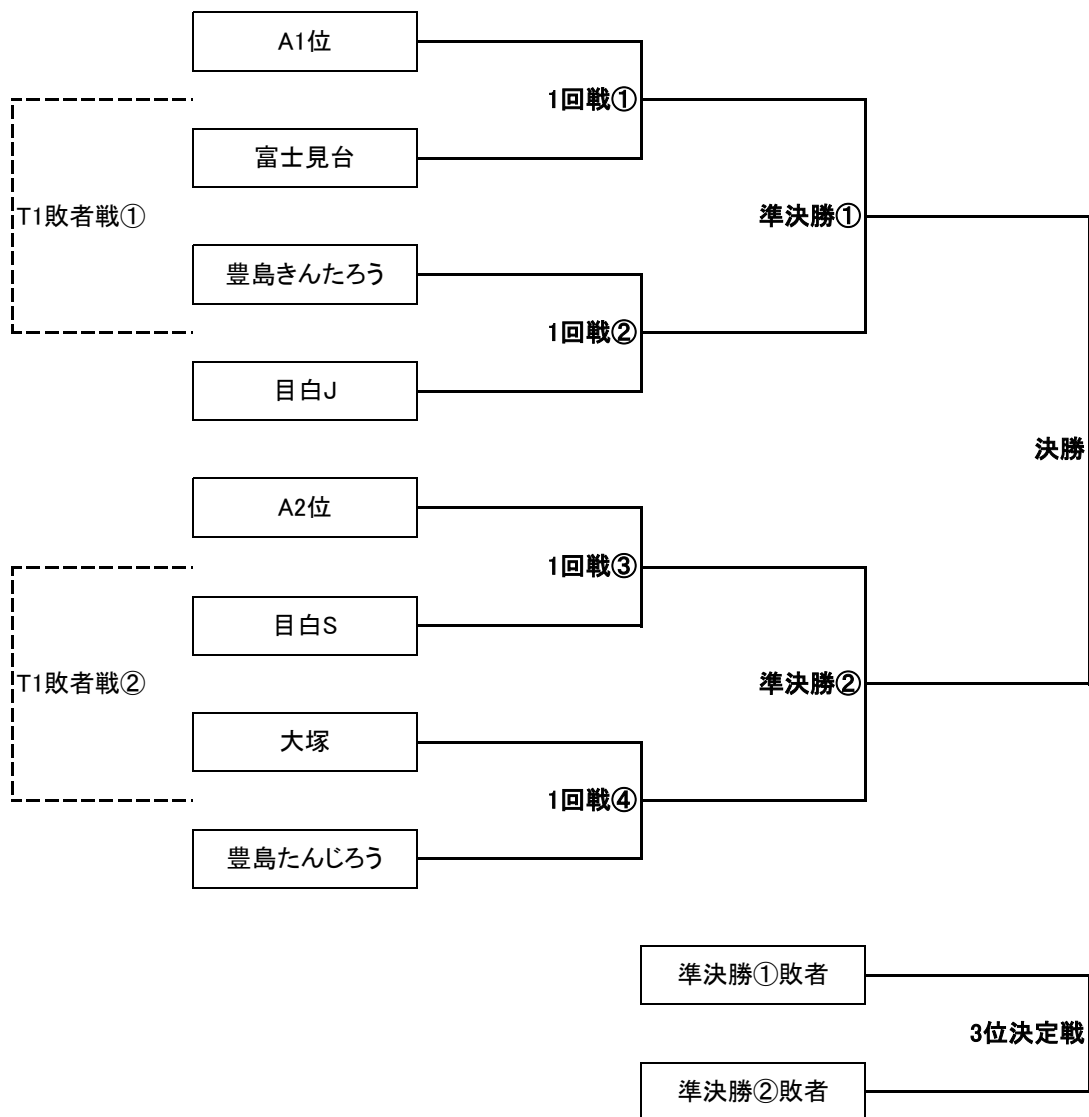 A1位
1回戦①
富士見台
T1敗者戦①
準決勝①
豊島きんたろう
1回戦②
目白J
決勝
A2位
1回戦③
目白S
T1敗者戦②
準決勝②
大塚
1回戦④
豊島たんじろう
準決勝①敗者
3位決定戦
準決勝②敗者